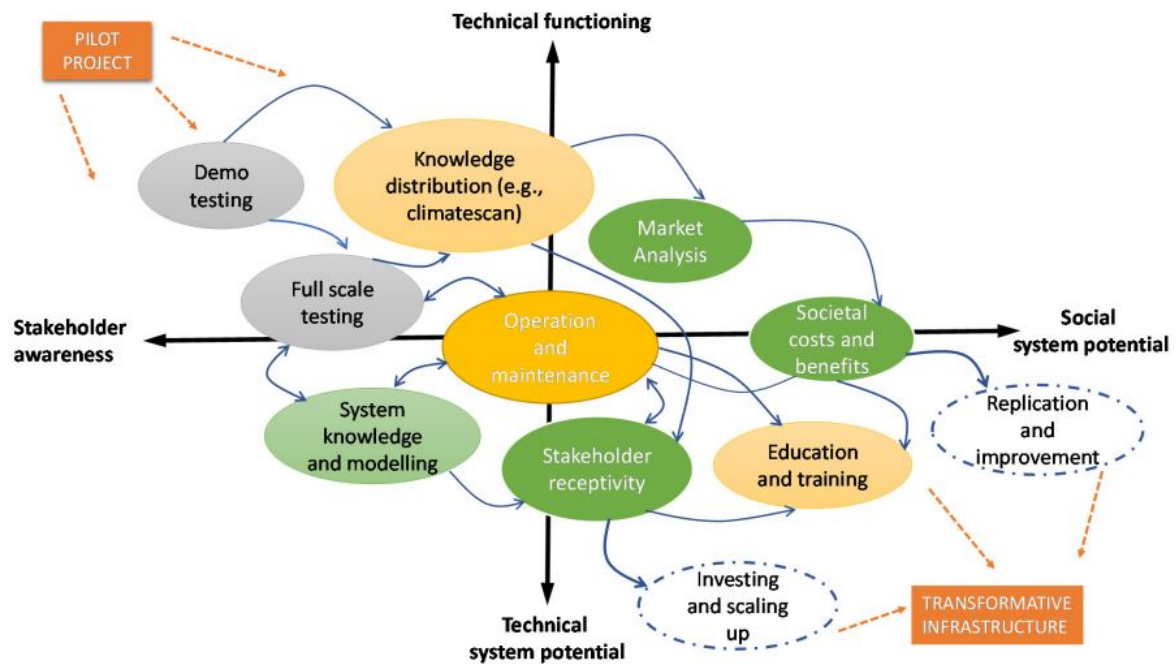 Technical functioning
PILOT
PROJECT
Demo
testing
Knowledge
distribution (e.g.,
climatescan)
Market
Analysis
Full scale
testing
Operation
and
maintenance
Societal
costs and
benefits
Stakeholder
awareness
Social
system potential
System
knowledge
and modelling
Stakeholder
receptivity
Education
and training
Replication
and
improvement
Investing
and scaling
up
TRANSFORMATIVE
INFRASTRUCTURE
Technical
system potential